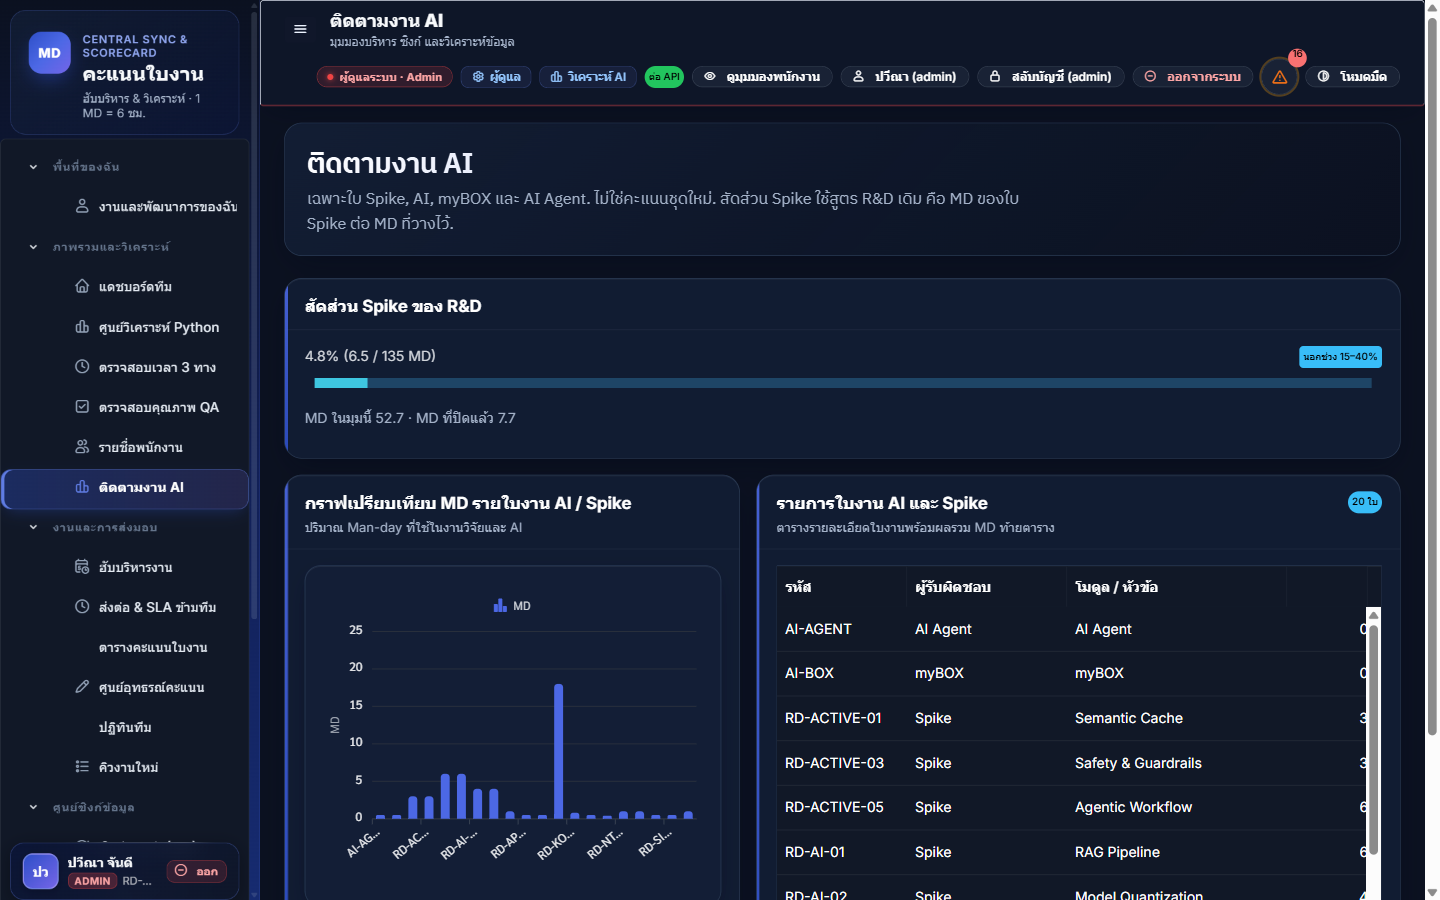 MD
CENTRAL SYNC &
SCORECARD
คะแนนใบงาน
ฮับบริหาร & วิเคราะห์ · 1
MD = 6 ชม.
พื้นที่ของฉัน
งานและพัฒนาการของฉัน
ภาพรวมและวิเคราะห์
แดชบอร์ดทีม
ศูนย์วิเคราะห์ Python
ตรวจสอบเวลา 3 ทาง
ตรวจสอบคุณภาพ QA
รายชื่อพนักงาน
ติดตามงาน AI
งานและการส่งมอบ
ฮับบริหารงาน
ส่งต่อ & SLA ข้ามทีม
ตารางคะแนนใบงาน
ศูนย์อุทธรณ์คะแนน
ปฏิทินทีม
คิวงานใหม่
ศูนย์ซิงก์ข้อมูล
ปว
ปวีณา จันดี
ADMIN RD-...
ออก
ติดตามงาน AI
มุมมองบริหาร ซิงก์ และวิเคราะห์ข้อมูล
ผู้ดูแลระบบ · Admin
ผู้ดูแล
วิเคราะห์ AI
ต่อ API
ดูมุมมองพนักงาน
ปวีณา (admin)
สลับบัญชี (admin)
ออกจากระบบ
16
โหมดมืด
ติดตามงาน AI
เฉพาะใบ Spike, AI, myBOX และ AI Agent. ไม่ใช่คะแนนชุดใหม่. สัดส่วน Spike ใช้สูตร R&D เดิม คือ MD ของใบ
Spike ต่อ MD ที่วางไว้.
สัดส่วน Spike ของ R&D
4.8% (6.5 / 135 MD)
นอกช่วง 15–40%
MD ในมุมนี้ 52.7 · MD ที่ปิดแล้ว 7.7
กราฟเปรียบเทียบ MD รายใบงาน AI / Spike
ปริมาณ Man-day ที่ใช้ในงานวิจัยและ AI
MD
25
20
15
10
5
0
MD
AI-AG...
RD-AC...
RD-AI-...
RD-AP...
RD-KO...
RD-NT...
RD-SI...
รายการใบงาน AI และ Spike
20 ใบ
ตารางรายละเอียดใบงานพร้อมผลรวม MD ท้ายตาราง
รหัส ผู้รับผิดชอบ โมดูล / หัวข้อ
AI-AGENT AI Agent AI Agent 0
AI-BOX myBOX myBOX 0
RD-ACTIVE-01 Spike Semantic Cache 3
RD-ACTIVE-03 Spike Safety & Guardrails 3
RD-ACTIVE-05 Spike Agentic Workflow 6
RD-AI-01 Spike RAG Pipeline 6
RD-AI-02 Spike Model Quantization 4